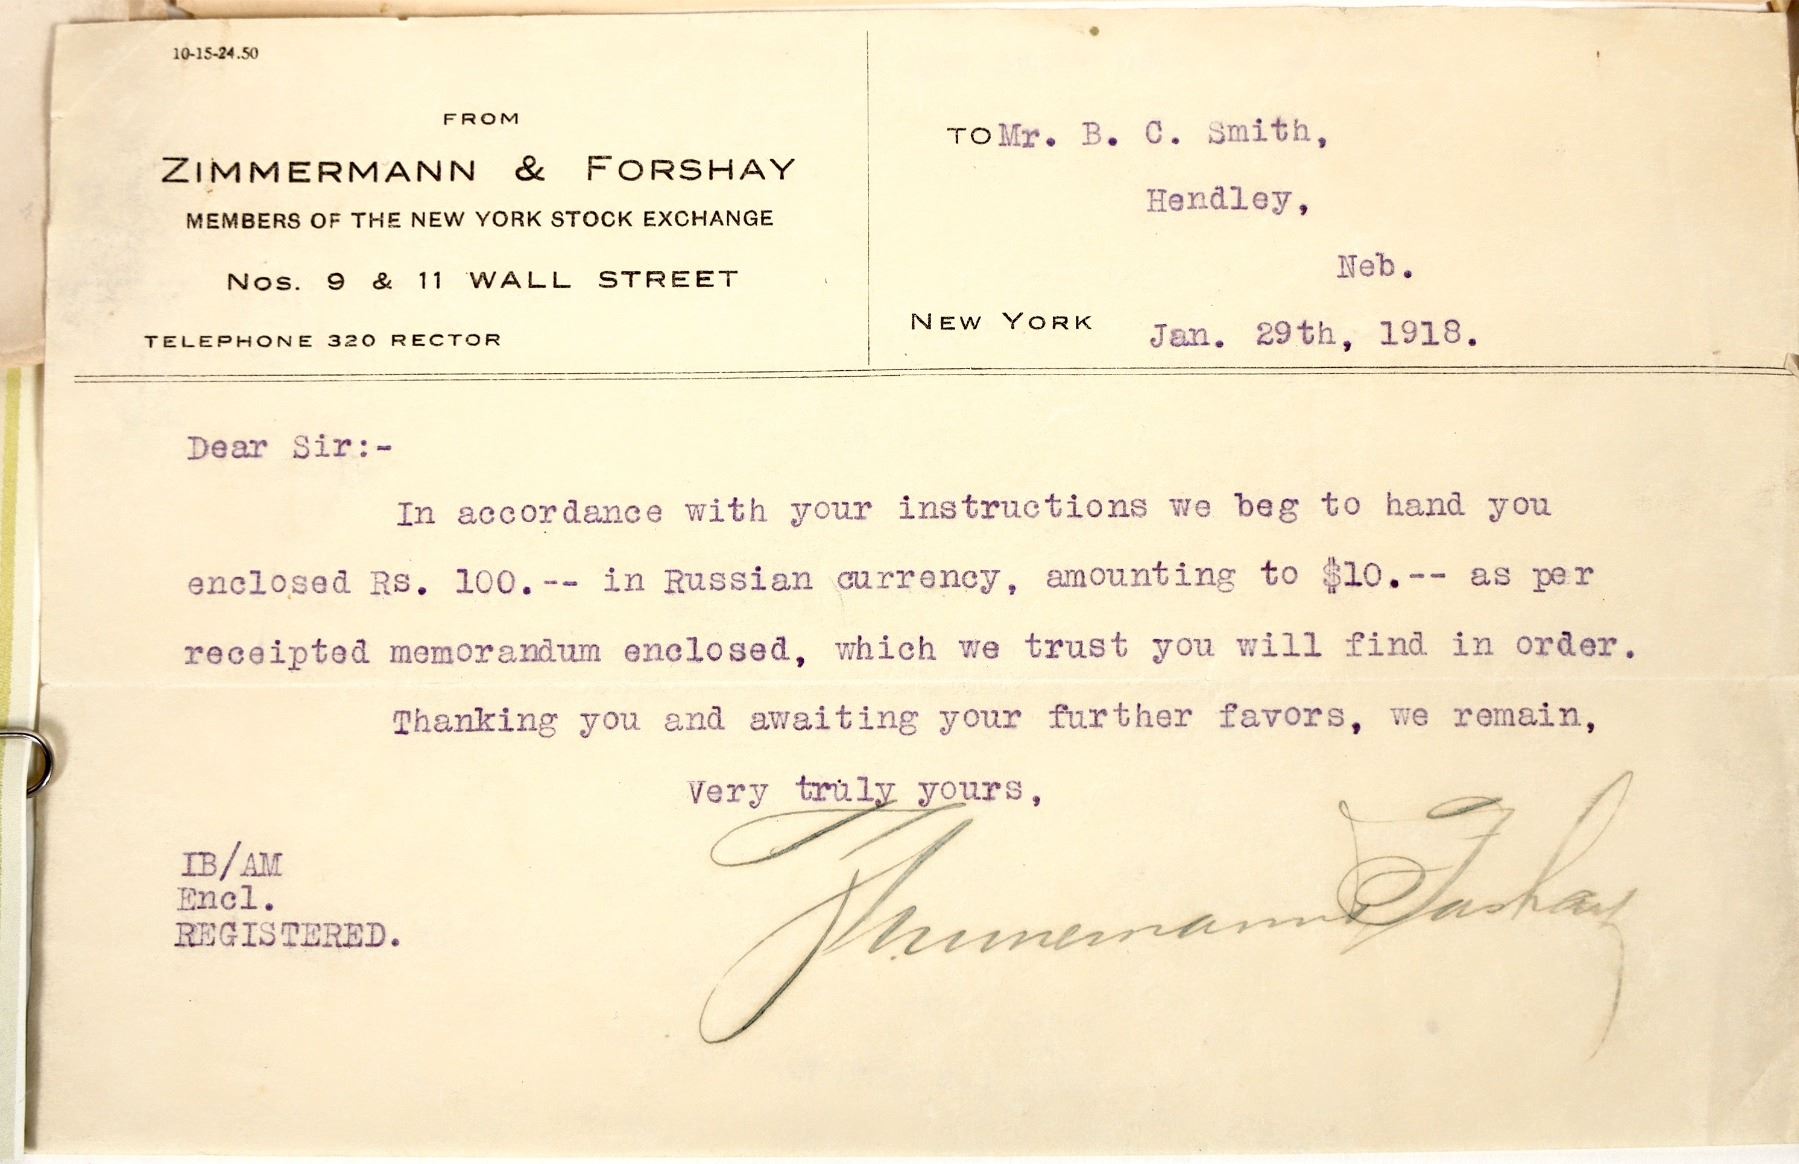 10-15-24.50
FROM
ZIMMERMANN & FORSHAY
MEMBERS OF THE NEW YORK STOCK EXCHANGE
Nos. 9 & 11 WALL STREET
TELEPHONE 320 RECTOR
TO Mr. B. C. Smith,
Hendley,
Neb.
NEW YORK Jan. 29th, 1918.
Dear Sir:-
In accordance with your instructions we beg to hand you
enclosed Rs. 100.-- in Russian currency, amounting to $10.-- as per
receipted memorandum enclosed, which we trust you will find in order.
Thanking you and awaiting your further favors, we remain,
Very truly yours,
Zimmermann & Forshay
IB/AM
Encl.
REGISTERED.